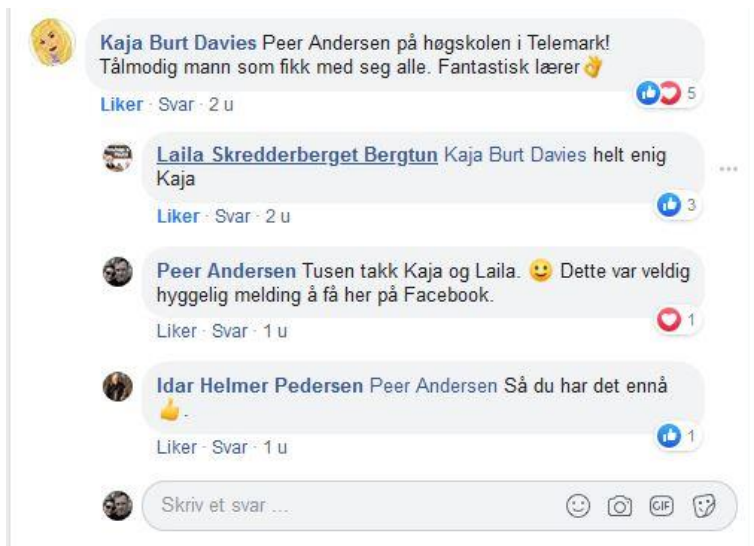 Kaja Burt Davies Peer Andersen på høgskolen i Telemark!
Tålmodig mann som fikk med seg alle. Fantastisk lærer👌
5
Liker · Svar · 2 u
Laila Skredderberget Bergtun Kaja Burt Davies helt enig
Kaja
3
Liker · Svar · 2 u
Peer Andersen Tusen takk Kaja og Laila. 🙂 Dette var veldig
hyggelig melding å få her på Facebook.
1
Liker · Svar · 1 u
Idar Helmer Pedersen Peer Andersen Så du har det ennå
👍.
1
Liker · Svar · 1 u
Skriv et svar ...
GIF